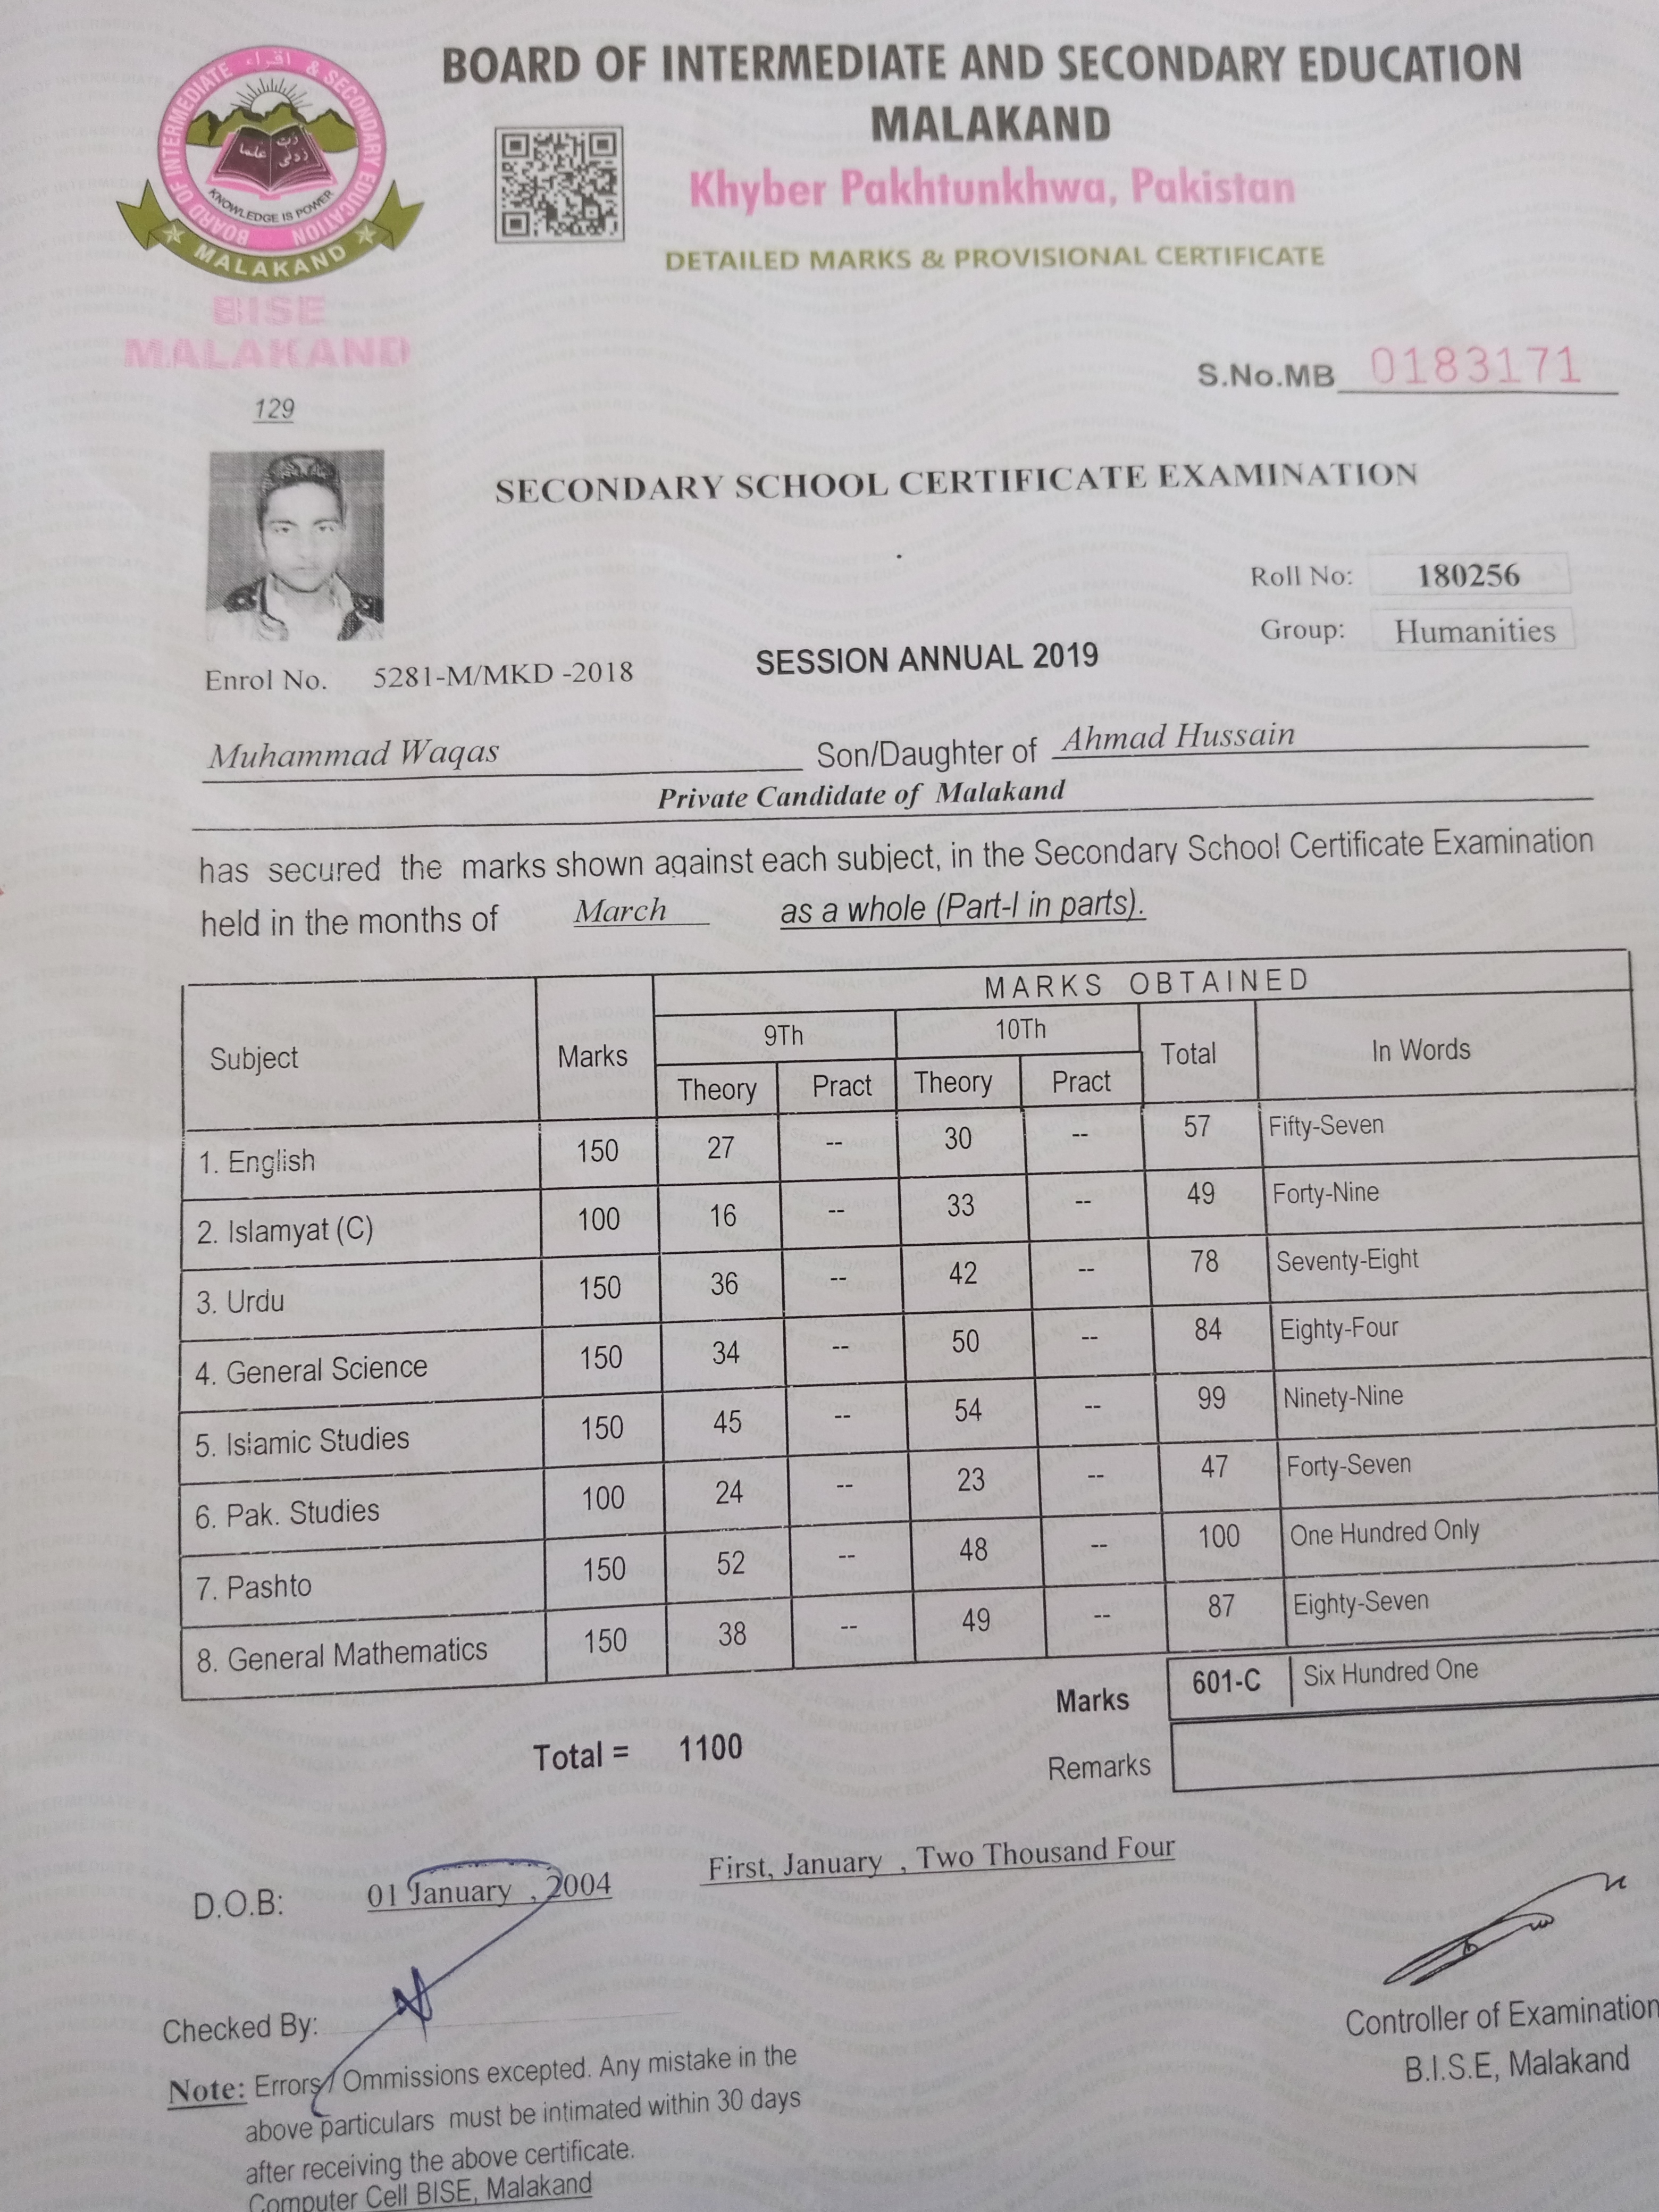 BOARD OF INTERMEDIATE AND SECONDARY EDUCATION
MALAKAND
Khyber Pakhtunkhwa, Pakistan
DETAILED MARKS & PROVISIONAL CERTIFICATE
BOARD OF INTERMEDIATE & SECONDARY EDUCATION
اقراء
KNOWLEDGE IS POWER
MALAKAND
BISE
MALAKAND
S.No.MB 0183171
129
SECONDARY SCHOOL CERTIFICATE EXAMINATION
Roll No: 180256
Group: Humanities
Enrol No. 5281-M/MKD -2018
SESSION ANNUAL 2019
Muhammad Waqas Son/Daughter of Ahmad Hussain
Private Candidate of Malakand
has secured the marks shown against each subject, in the Secondary School Certificate Examination
held in the months of March as a whole (Part-I in parts).
MARKS OBTAINED
Subject Marks 9Th 10Th Total In Words
Theory Pract Theory Pract
1. English 150 27 -- 30 -- 57 Fifty-Seven
2. Islamyat (C) 100 16 -- 33 -- 49 Forty-Nine
3. Urdu 150 36 -- 42 -- 78 Seventy-Eight
4. General Science 150 34 -- 50 -- 84 Eighty-Four
5. Islamic Studies 150 45 -- 54 -- 99 Ninety-Nine
6. Pak. Studies 100 24 -- 23 -- 47 Forty-Seven
7. Pashto 150 52 -- 48 -- 100 One Hundred Only
8. General Mathematics 150 38 -- 49 -- 87 Eighty-Seven
Marks 601-C Six Hundred One
Total = 1100
Remarks
D.O.B: 01 January , 2004 First, January , Two Thousand Four
Checked By:
Controller of Examination
B.I.S.E, Malakand
Note: Errors / Ommissions excepted. Any mistake in the
above particulars must be intimated within 30 days
after receiving the above certificate.
Computer Cell BISE, Malakand